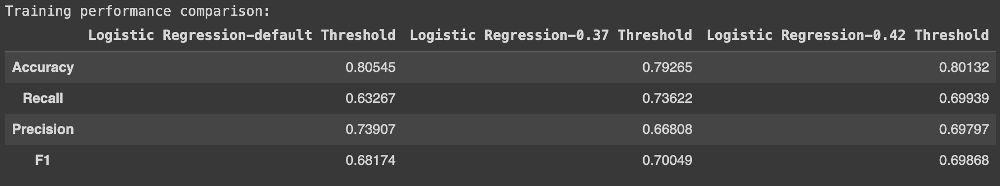 Training performance comparison:
Logistic Regression-default Threshold Logistic Regression-0.37 Threshold Logistic Regression-0.42 Threshold
Accuracy 0.80545 0.79265 0.80132
Recall 0.63267 0.73622 0.69939
Precision 0.73907 0.66808 0.69797
F1 0.68174 0.70049 0.69868